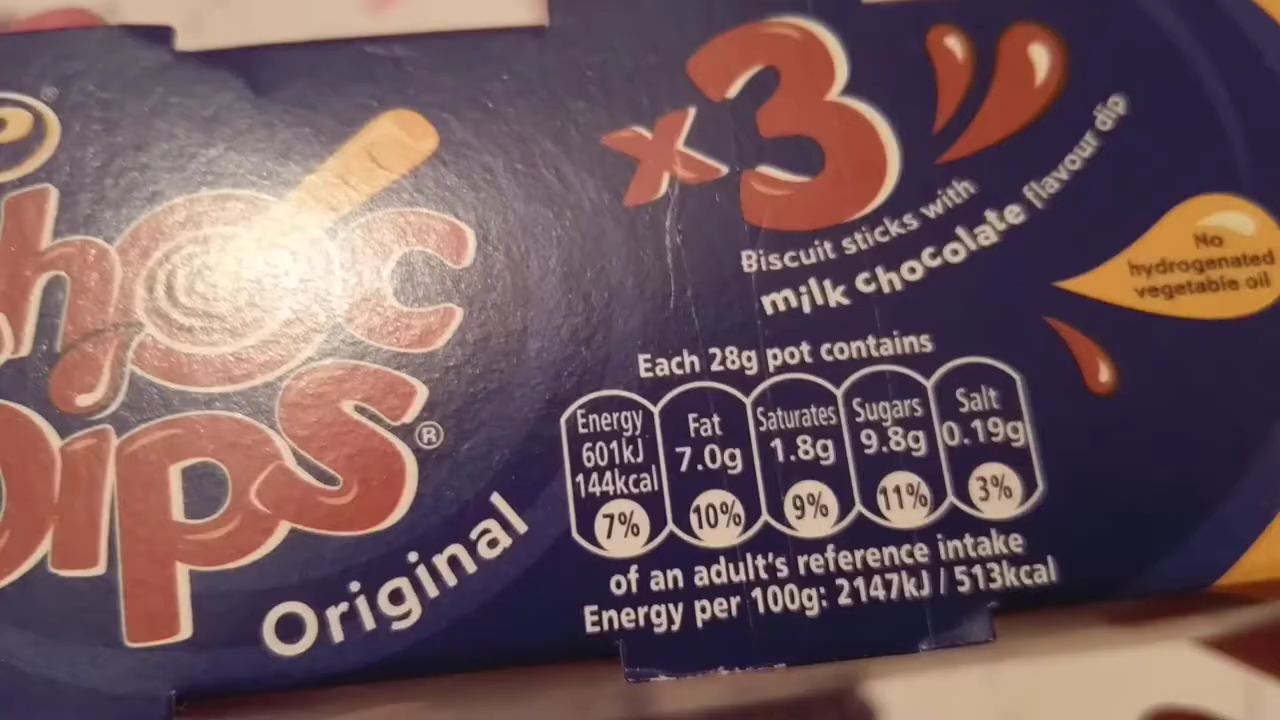 hoc
Dips®
Original
x3
Biscuit sticks with
milk chocolate flavour dip
No
hydrogenated
vegetable oil
Each 28g pot contains
Energy
601kJ
144kcal
7%
Fat
7.0g
10%
Saturates
1.8g
9%
Sugars
9.8g
11%
Salt
0.19g
3%
of an adult's reference intake
Energy per 100g: 2147kJ / 513kcal